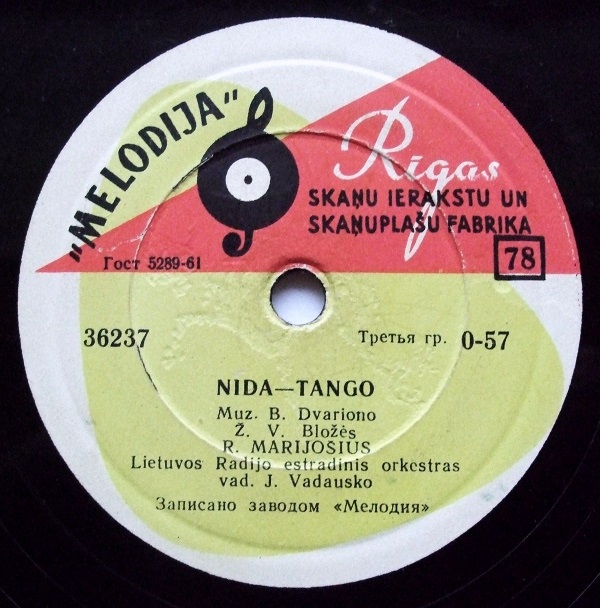 „MELODIJA”
Rigas
SKAŅU IERAKSTU UN
SKAŅUPLAŠU FABRIKA
Гост 5289-61
78
36237
Третья гр. 0-57
NIDA—TANGO
Muz. B. Dvariono
Ž. V. Bložės
R. MARIJOŠIUS
Lietuvos Radijo estradinis orkestras
vad. J. Vadausko
Записано заводом «Мелодия»